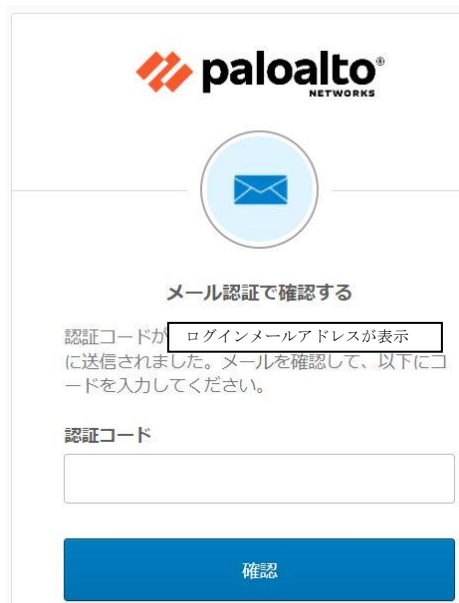 paloalto®
NETWORKS
メール認証で確認する
認証コードが ログインメールアドレスが表示
に送信されました。メールを確認して、以下にコ
ードを入力してください。
認証コード
確認